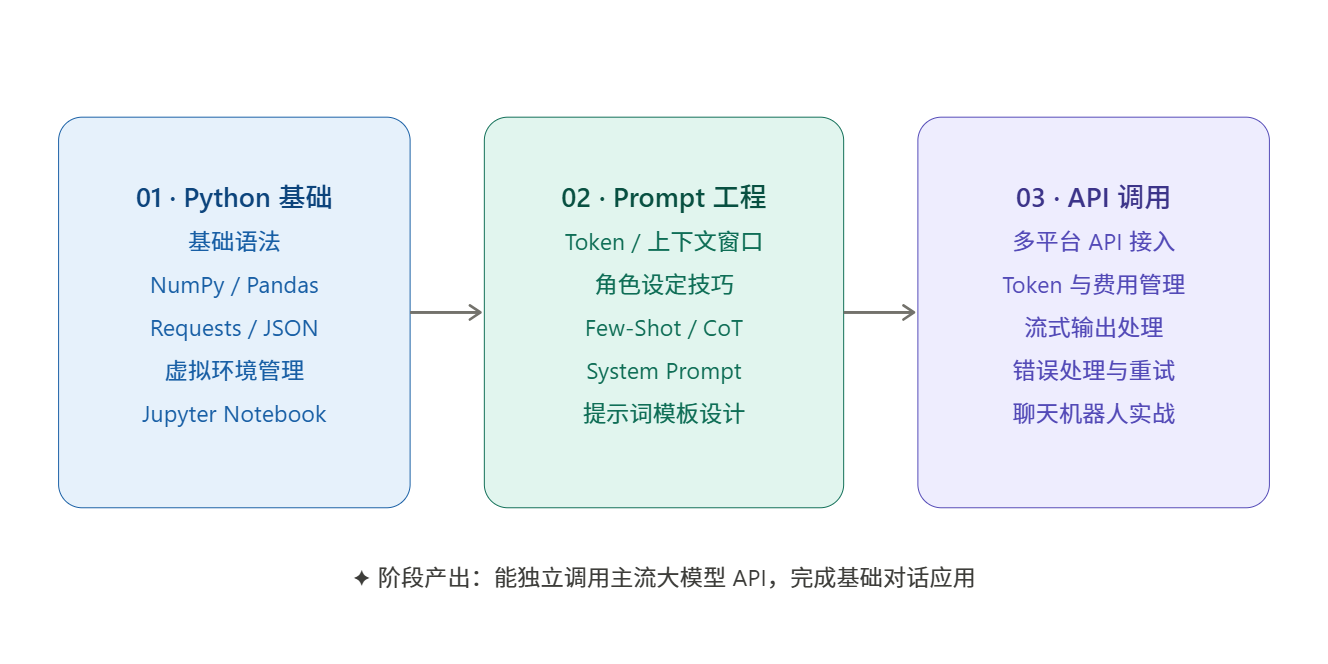 01 · Python 基础
基础语法
NumPy / Pandas
Requests / JSON
虚拟环境管理
Jupyter Notebook
02 · Prompt 工程
Token / 上下文窗口
角色设定技巧
Few-Shot / CoT
System Prompt
提示词模板设计
03 · API 调用
多平台 API 接入
Token 与费用管理
流式输出处理
错误处理与重试
聊天机器人实战
✦ 阶段产出：能独立调用主流大模型 API，完成基础对话应用